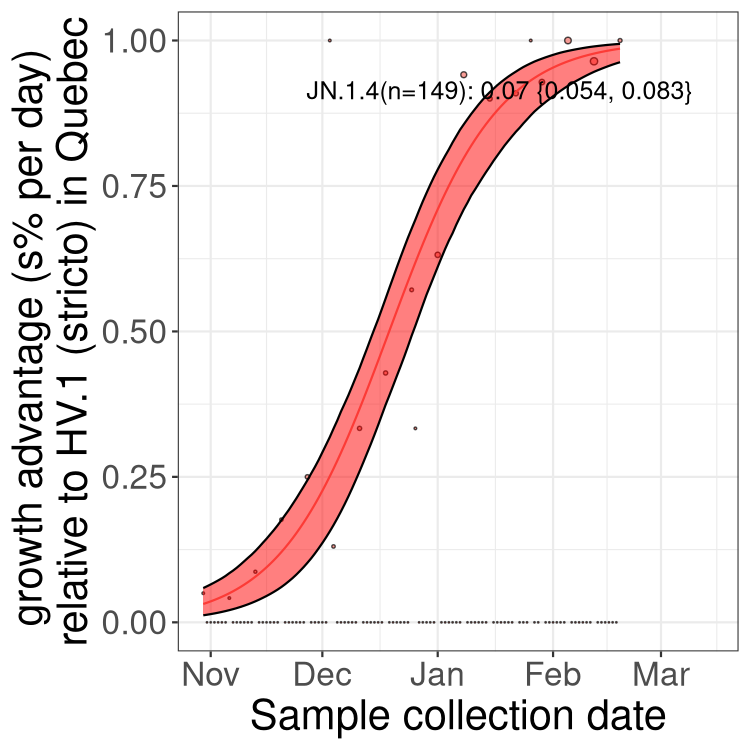 growth advantage (s% per day)
relative to HV.1 (stricto) in Quebec
1.00
0.75
0.50
0.25
0.00
JN.1.4(n=149): 0.07 {0.054, 0.083}
Nov Dec Jan Feb Mar
Sample collection date